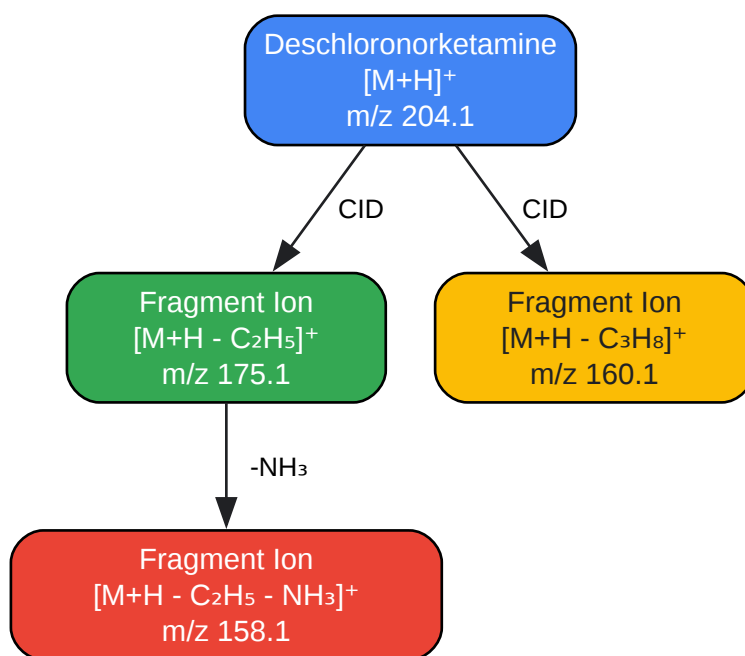 Deschloronorketamine
[M+H]⁺
m/z 204.1
CID
CID
Fragment Ion
[M+H - C₂H₅]⁺
m/z 175.1
Fragment Ion
[M+H - C₃H₈]⁺
m/z 160.1
-NH₃
Fragment Ion
[M+H - C₂H₅ - NH₃]⁺
m/z 158.1